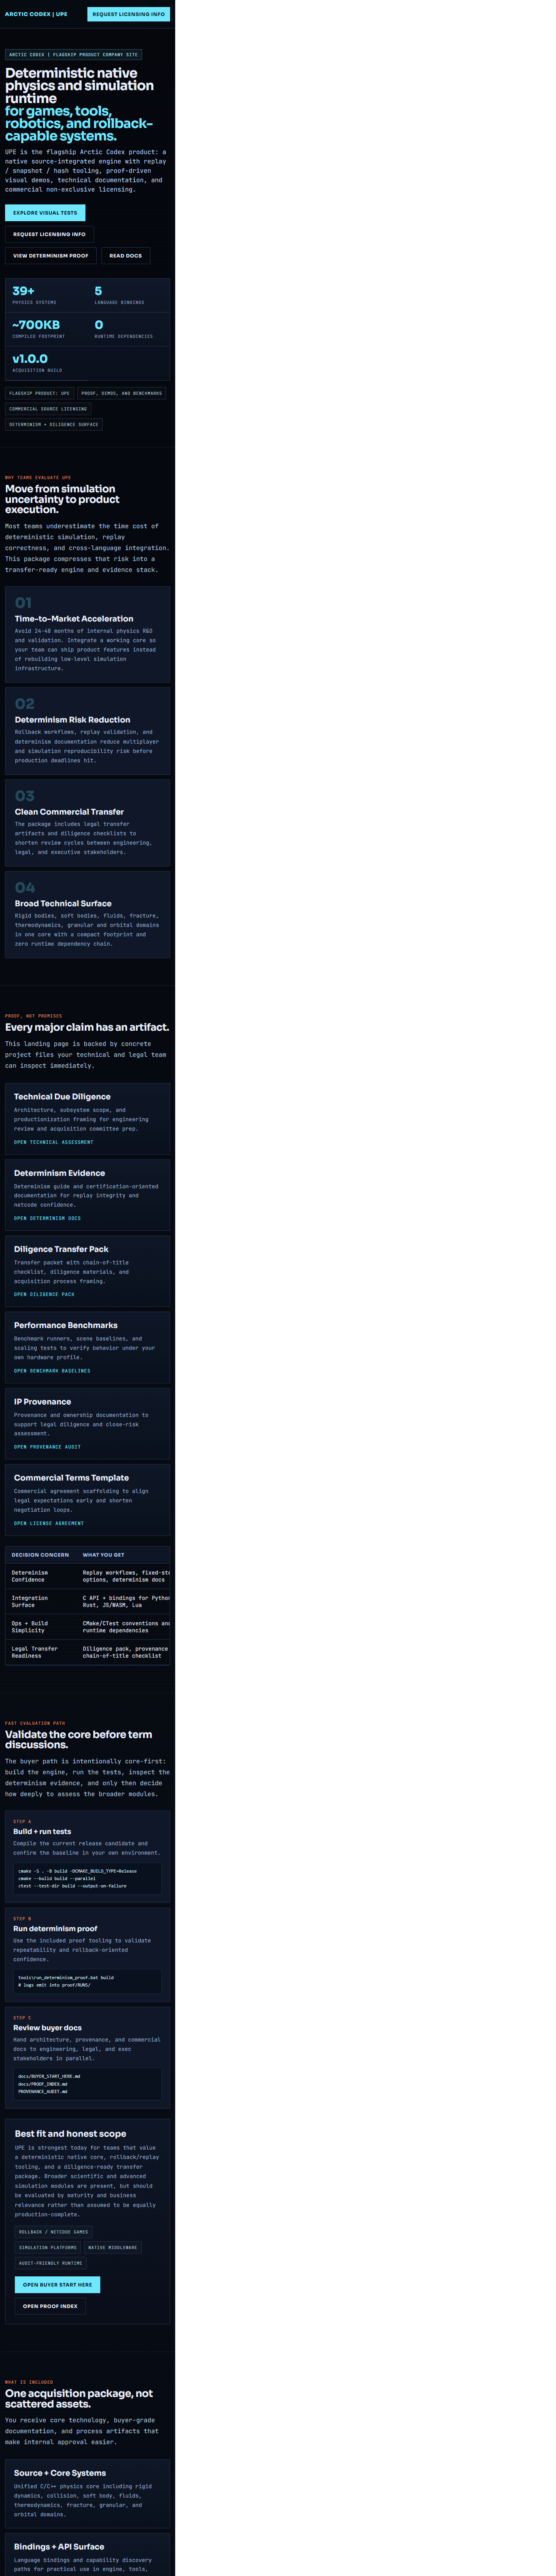 ARCTIC CODEX | UPE
REQUEST LICENSING INFO
ARCTIC CODEX | FLAGSHIP PRODUCT COMPANY SITE
Deterministic native
physics and simulation
runtime
for games, tools,
robotics, and rollback-
capable systems.
UPE is the flagship Arctic Codex product: a
native source-integrated engine with replay
/ snapshot / hash tooling, proof-driven
visual demos, technical documentation, and
commercial non-exclusive licensing.
EXPLORE VISUAL TESTS
REQUEST LICENSING INFO
VIEW DETERMINISM PROOF
READ DOCS
39+
PHYSICS SYSTEMS
5
LANGUAGE BINDINGS
~700KB
COMPILED FOOTPRINT
0
RUNTIME DEPENDENCIES
v1.0.0
ACQUISITION BUILD
FLAGSHIP PRODUCT: UPE
PROOF, DEMOS, AND BENCHMARKS
COMMERCIAL SOURCE LICENSING
DETERMINISM + DILIGENCE SURFACE
WHY TEAMS EVALUATE UPE
Move from simulation
uncertainty to product
execution.
Most teams underestimate the time cost of
deterministic simulation, replay
correctness, and cross-language integration.
This package compresses that risk into a
transfer-ready engine and evidence stack.
01
Time-to-Market Acceleration
Avoid 24-48 months of internal physics R&D
and validation. Integrate a working core so
your team can ship product features instead
of rebuilding low-level simulation
infrastructure.
02
Determinism Risk Reduction
Rollback workflows, replay validation, and
determinism documentation reduce multiplayer
and simulation reproducibility risk before
production deadlines hit.
03
Clean Commercial Transfer
The package includes legal transfer
artifacts and diligence checklists to
shorten review cycles between engineering,
legal, and executive stakeholders.
04
Broad Technical Surface
Rigid bodies, soft bodies, fluids, fracture,
thermodynamics, granular and orbital domains
in one core with a compact footprint and
zero runtime dependency chain.
PROOF, NOT PROMISES
Every major claim has an artifact.
This landing page is backed by concrete
project files your technical and legal team
can inspect immediately.
Technical Due Diligence
Architecture, subsystem scope, and
productionization framing for engineering
review and acquisition committee prep.
OPEN TECHNICAL ASSESSMENT
Determinism Evidence
Determinism guide and certification-oriented
documentation for replay integrity and
netcode confidence.
OPEN DETERMINISM DOCS
Diligence Transfer Pack
Transfer packet with chain-of-title
checklist, diligence materials, and
acquisition process framing.
OPEN DILIGENCE PACK
Performance Benchmarks
Benchmark runners, scene baselines, and
scaling tests to verify behavior under your
own hardware profile.
OPEN BENCHMARK BASELINES
IP Provenance
Provenance and ownership documentation to
support legal diligence and close-risk
assessment.
OPEN PROVENANCE AUDIT
Commercial Terms Template
Commercial agreement scaffolding to align
legal expectations early and shorten
negotiation loops.
OPEN LICENSE AGREEMENT
DECISION CONCERN
WHAT YOU GET
Determinism
Confidence
Replay workflows, fixed-ste
options, determinism docs
Integration
Surface
C API + bindings for Python
Rust, JS/WASM, Lua
Ops + Build
Simplicity
CMake/CTest conventions and
runtime dependencies
Legal Transfer
Readiness
Diligence pack, provenance
chain-of-title checklist
FAST EVALUATION PATH
Validate the core before term
discussions.
The buyer path is intentionally core-first:
build the engine, run the tests, inspect the
determinism evidence, and only then decide
how deeply to assess the broader modules.
STEP A
Build + run tests
Compile the current release candidate and
confirm the baseline in your own environment.
cmake -S . -B build -DCMAKE_BUILD_TYPE=Release
cmake --build build --parallel
ctest --test-dir build --output-on-failure
STEP B
Run determinism proof
Use the included proof tooling to validate
repeatability and rollback-oriented
confidence.
tools\run_determinism_proof.bat build
# logs emit into proof/RUNS/
STEP C
Review buyer docs
Hand architecture, provenance, and commercial
docs to engineering, legal, and exec
stakeholders in parallel.
docs/BUYER_START_HERE.md
docs/PROOF_INDEX.md
PROVENANCE_AUDIT.md
Best fit and honest scope
UPE is strongest today for teams that value
a deterministic native core, rollback/replay
tooling, and a diligence-ready transfer
package. Broader scientific and advanced
simulation modules are present, but should
be evaluated by maturity and business
relevance rather than assumed to be equally
production-complete.
ROLLBACK / NETCODE GAMES
SIMULATION PLATFORMS
NATIVE MIDDLEWARE
AUDIT-FRIENDLY RUNTIME
OPEN BUYER START HERE
OPEN PROOF INDEX
WHAT IS INCLUDED
One acquisition package, not
scattered assets.
You receive core technology, buyer-grade
documentation, and process artifacts that
make internal approval easier.
Source + Core Systems
Unified C/C++ physics core including rigid
dynamics, collision, soft body, fluids,
thermodynamics, fracture, granular, and
orbital domains.
Bindings + API Surface
Language bindings and capability discovery
paths for practical use in engine, tools,